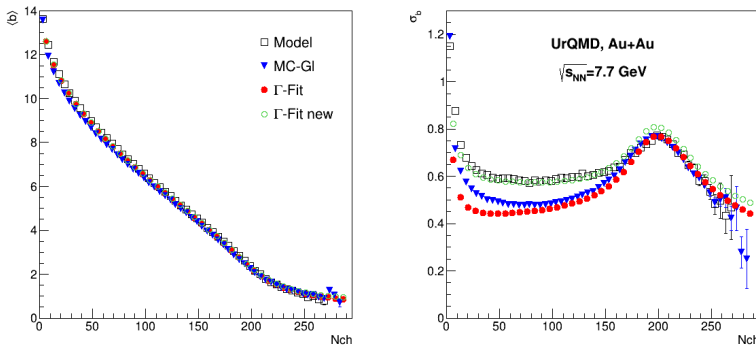 ⟨b⟩
14
12
10
8
6
4
2
0
0 50 100 150 200 250
Nch
Model
MC-Gl
Γ-Fit
Γ-Fit new
σ_b
1.2
1
0.8
0.6
0.4
0.2
0
0 50 100 150 200 250
Nch
UrQMD, Au+Au
√s_NN=7.7 GeV